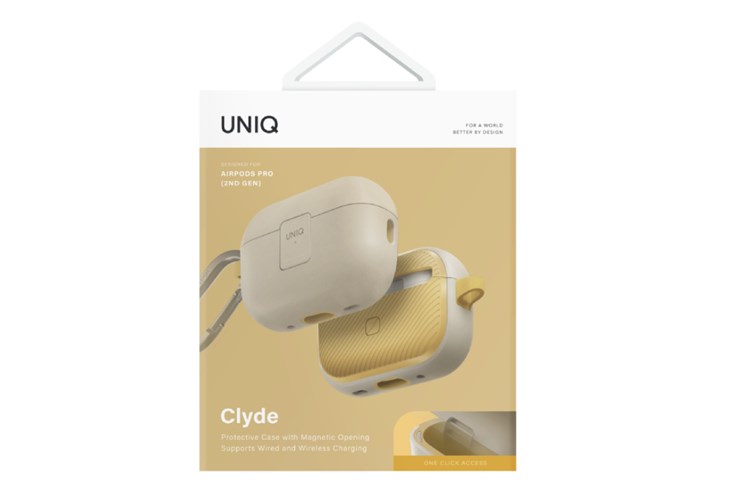 UNIQ
FOR A WORLD
BETTER BY DESIGN
DESIGNED FOR
AIRPODS PRO
(2ND GEN)
UNIQ
Clyde
Protective Case with Magnetic Opening
Supports Wired and Wireless Charging
ONE CLICK ACCESS